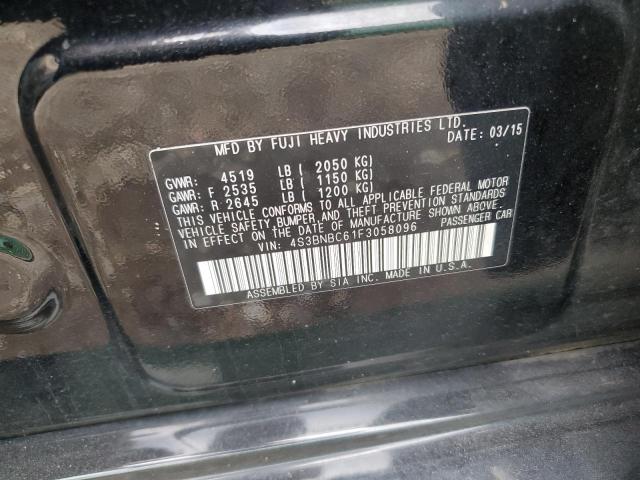 MFD BY FUJI HEAVY INDUSTRIES LTD.
DATE: 03/15
GVWR: 4519 LB ( 2050 KG)
GAWR: F 2535 LB ( 1150 KG)
GAWR: R 2645 LB ( 1200 KG)
THIS VEHICLE CONFORMS TO ALL APPLICABLE FEDERAL MOTOR
VEHICLE SAFETY,BUMPER,AND THEFT PREVENTION STANDARDS
IN EFFECT ON THE DATE OF MANUFACTURE SHOWN ABOVE.
VIN: 4S3BNBC61F3058096 PASSENGER CAR
ASSEMBLED BY SIA INC. MADE IN U.S.A.